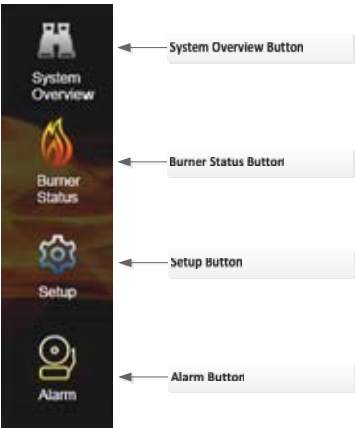 System
Overview
System Overview Button
Burner
Status
Burner Status Button
Setup
Setup Button
Alarm
Alarm Button